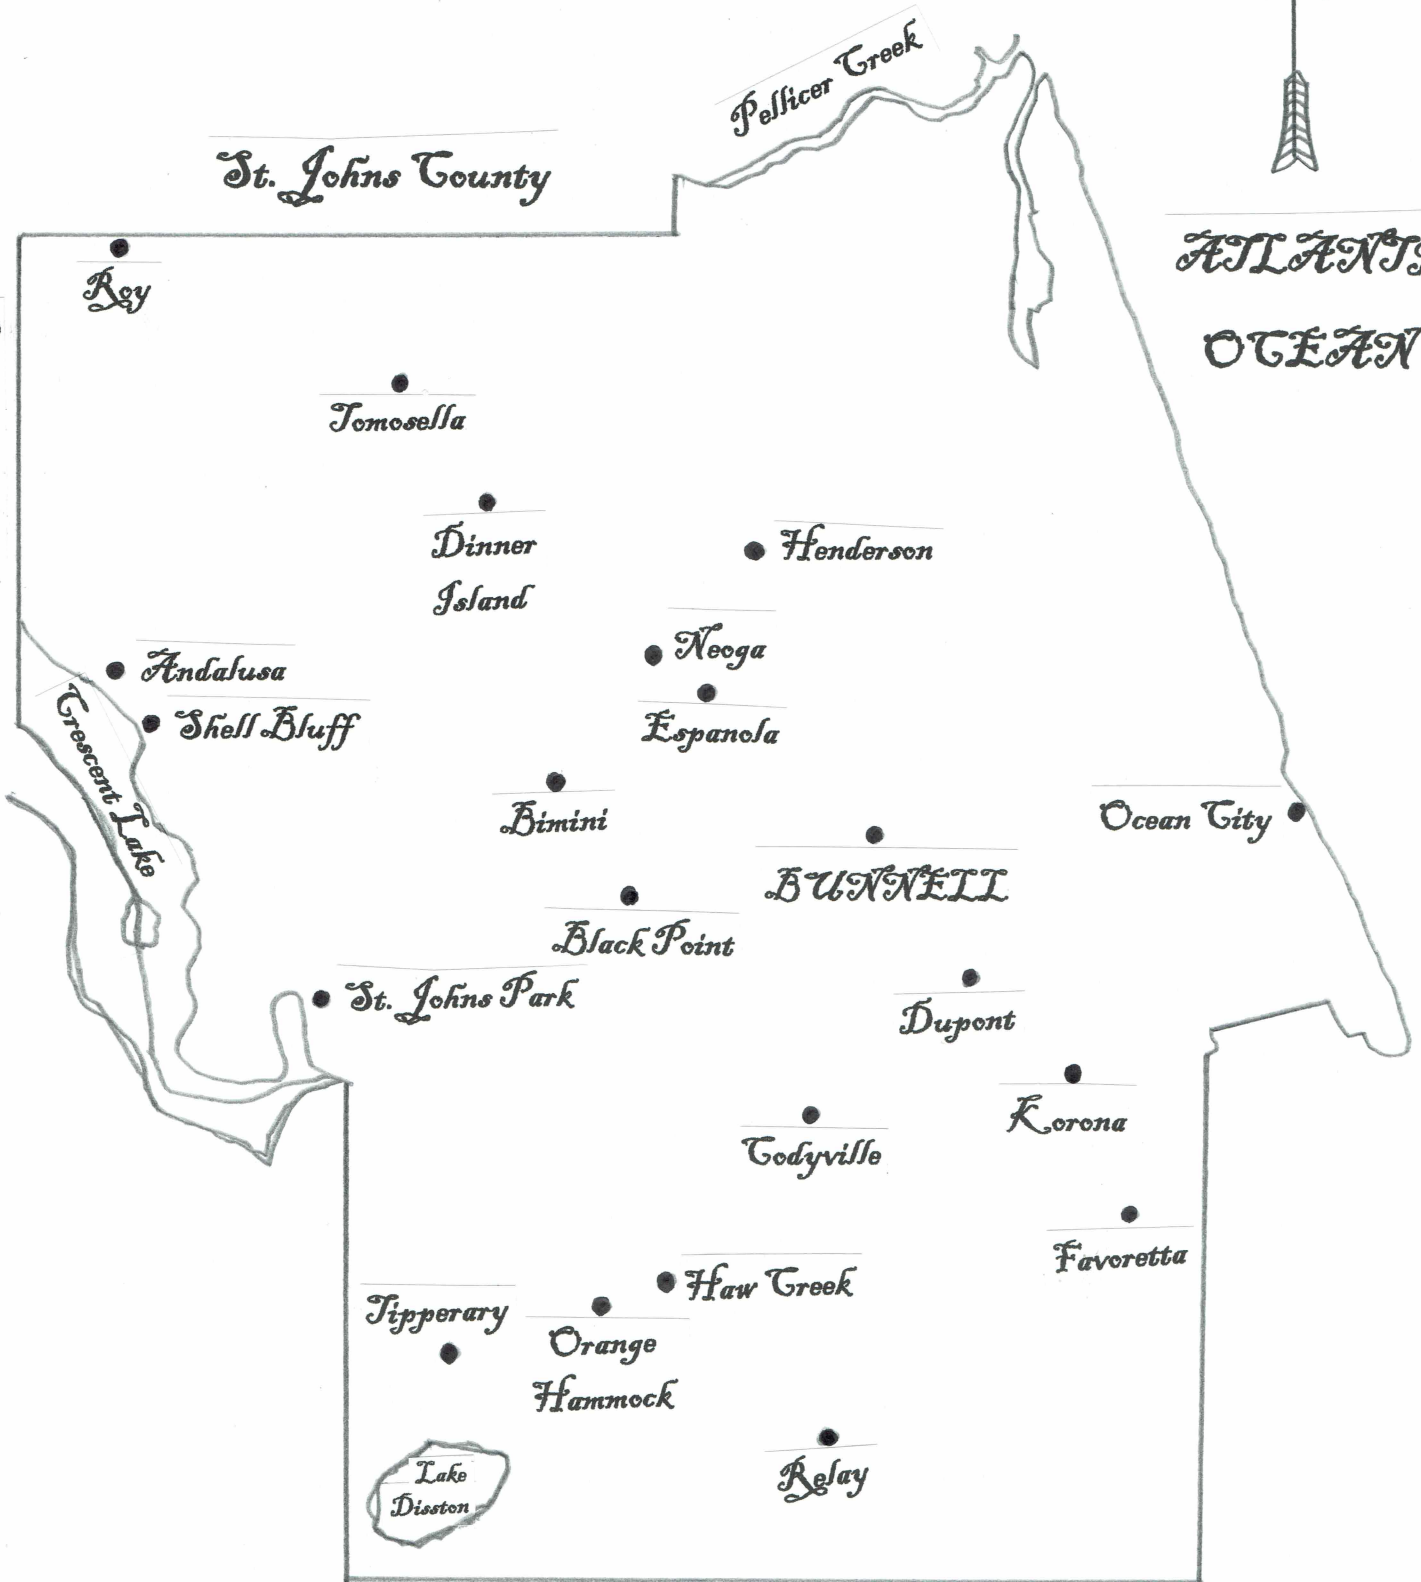 Pellicer Creek
St. Johns County
ATLANTI
OCEAN
Roy
Tomosella
Dinner
Island
Henderson
Neoga
Andalusa
Espanola
Shell Bluff
Crescent Lake
Bimini
Ocean City
BUNNELL
Black Point
St. Johns Park
Dupont
Korona
Codyville
Favoretta
Haw Creek
Tipperary
Orange
Hammock
Lake
Disston
Relay